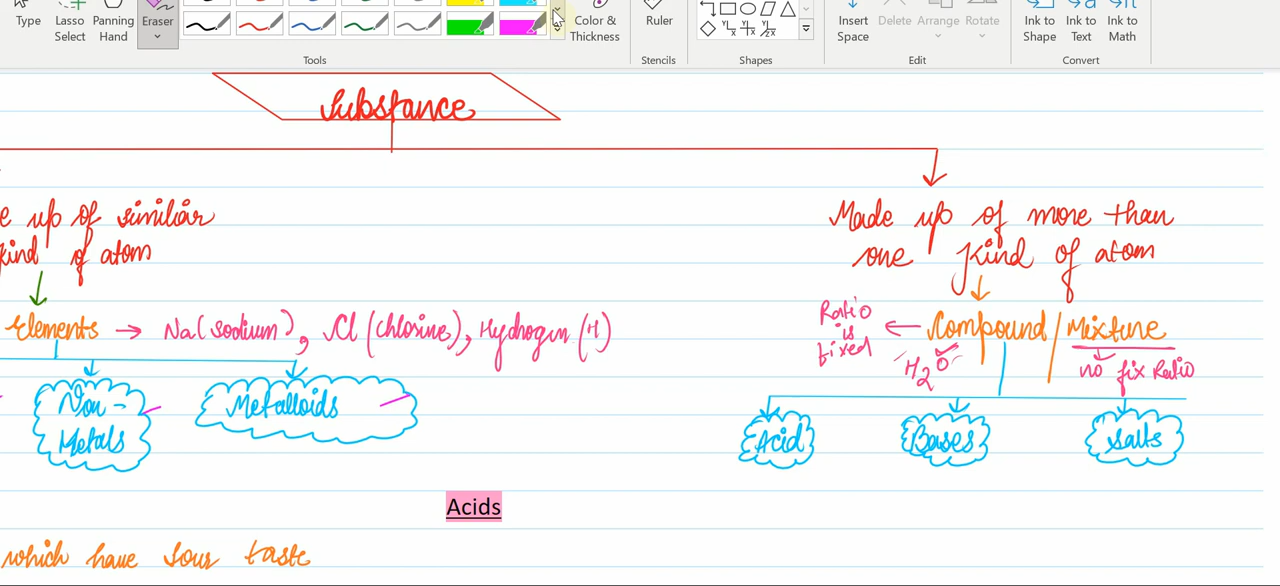 Type
Lasso Select
Panning Hand
Eraser
Color & Thickness
Ruler
Insert Space
Delete
Arrange
Rotate
Ink to Shape
Ink to Text
Ink to Math
Tools
Stencils
Shapes
Edit
Convert
Substance
e up of similiar
kind of atom
Made up of more than
one kind of atom
Elements → Na (sodium), Cl (chlorine), Hydrogen (H)
Ratio is fixed ← Compound / Mixture
H2O
no fix Ratio
Non-Metals
Metalloids
Acid
Bases
Salts
Acids
which have sour taste